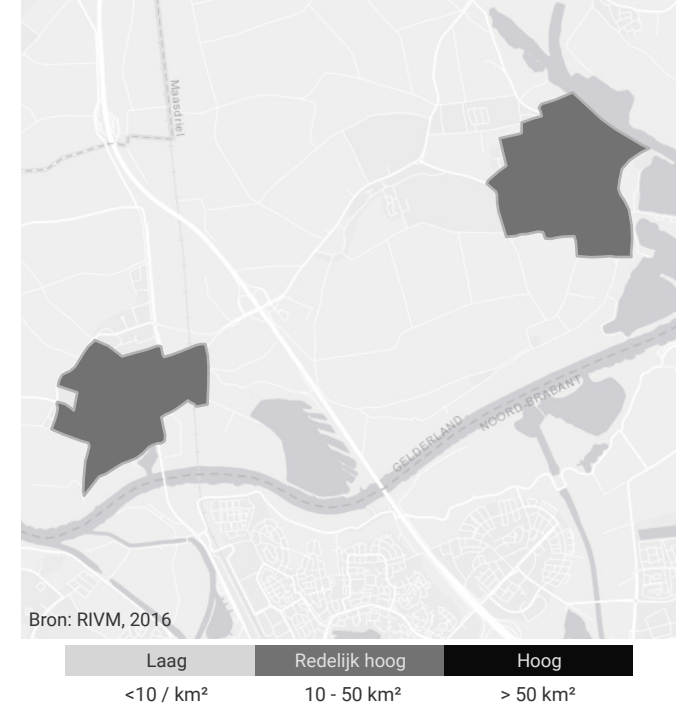 Maasdriel
GELDERLAND
NOORD-BRABANT
Bron: RIVM, 2016
Laag Redelijk hoog Hoog
<10 / km² 10 - 50 km² > 50 km²